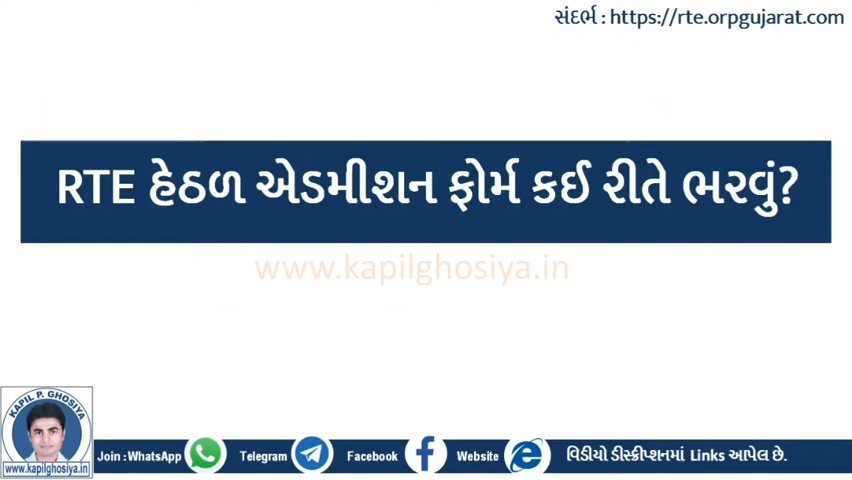 સંદર્ભ : https://rte.orpgujarat.com
RTE હેઠળ એડમીશન ફોર્મ કઈ રીતે ભરવું?
www.kapilghosiya.in
KAPIL P. GHOSIYA
www.kapilghosiya.in
Join : WhatsApp Telegram Facebook Website વિડીયો ડીસ્ક્રીપ્શનમાં Links આપેલ છે.